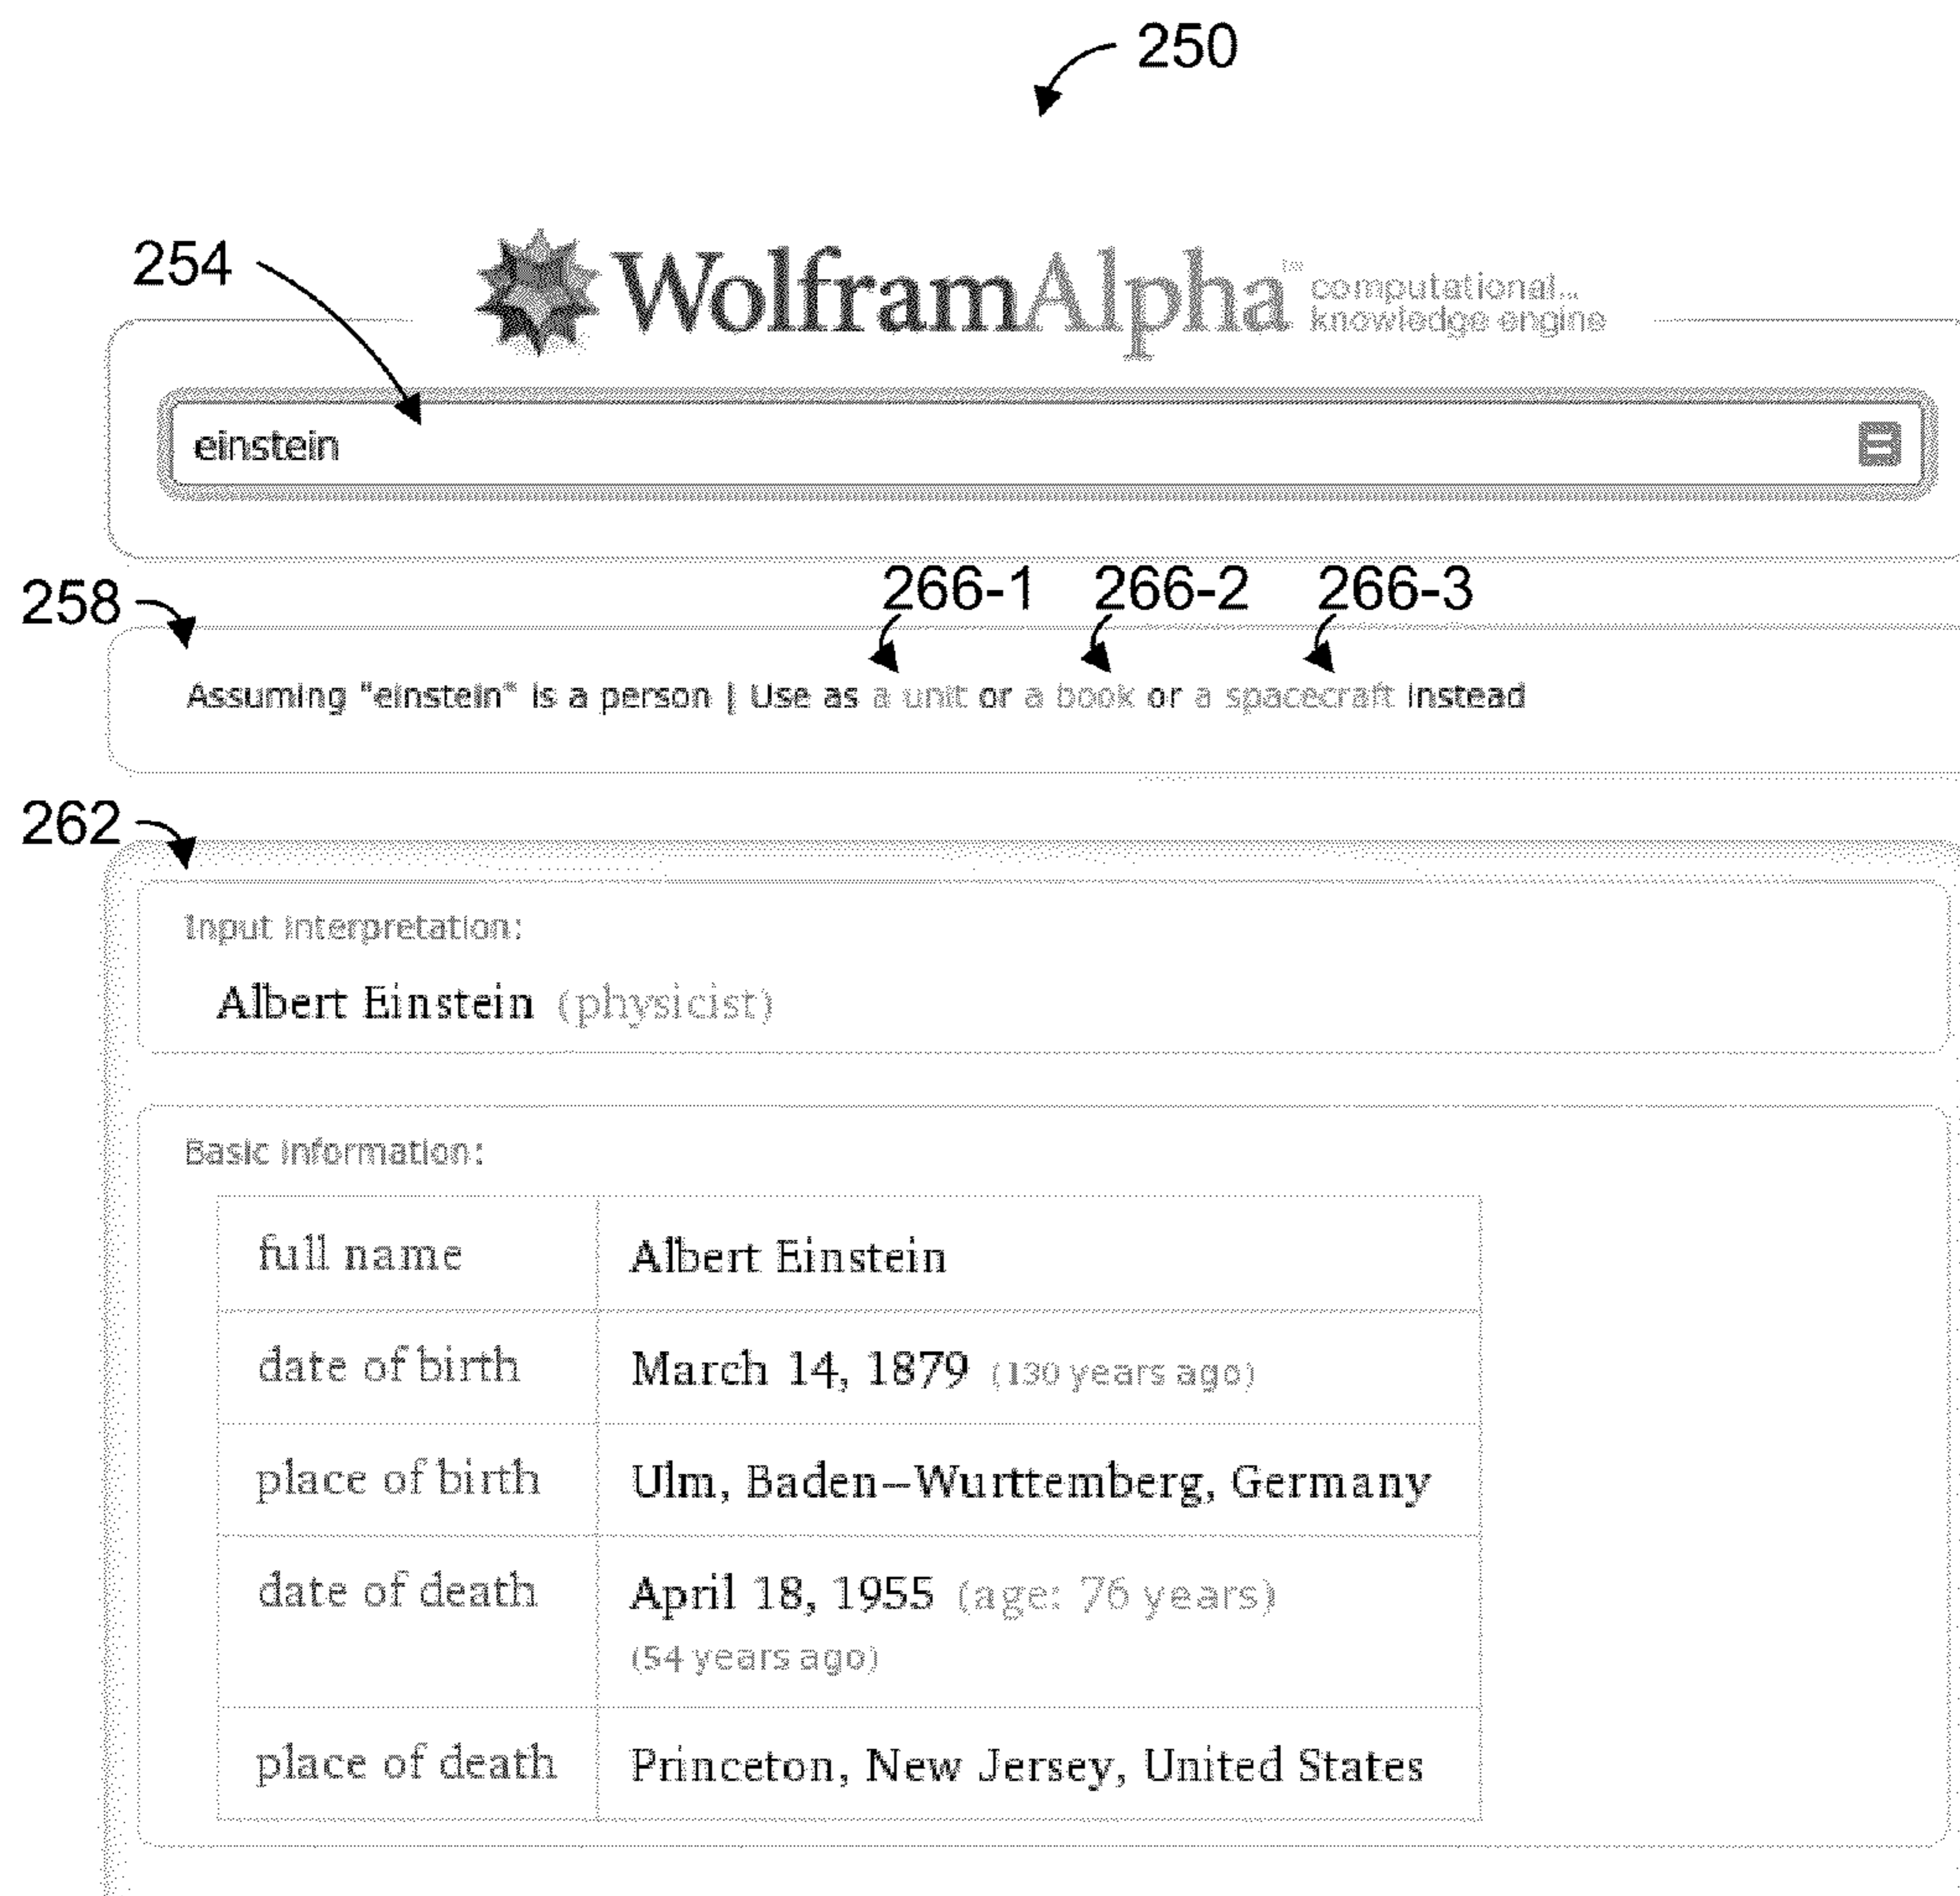 250
254
WolframAlpha™ computational...
knowledge engine
einstein
258
266-1 266-2 266-3
Assuming "einstein" is a person | Use as a unit or a book or a spacecraft instead
262
Input interpretation:
Albert Einstein (physicist)
Basic information:
full name Albert Einstein
date of birth March 14, 1879 (130 years ago)
place of birth Ulm, Baden–Wurttemberg, Germany
date of death April 18, 1955 (age: 76 years)
(54 years ago)
place of death Princeton, New Jersey, United States